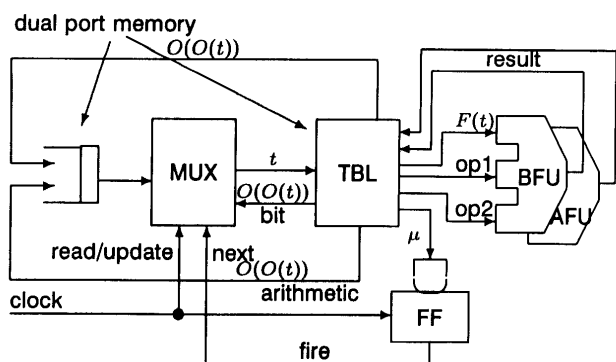 dual port memory
O(O(t))
result
F(t)
MUX
t
TBL
op1
BFU
O(O(t))
bit
op2
AFU
read/update
next
μ
O(O(t))
arithmetic
clock
FF
fire